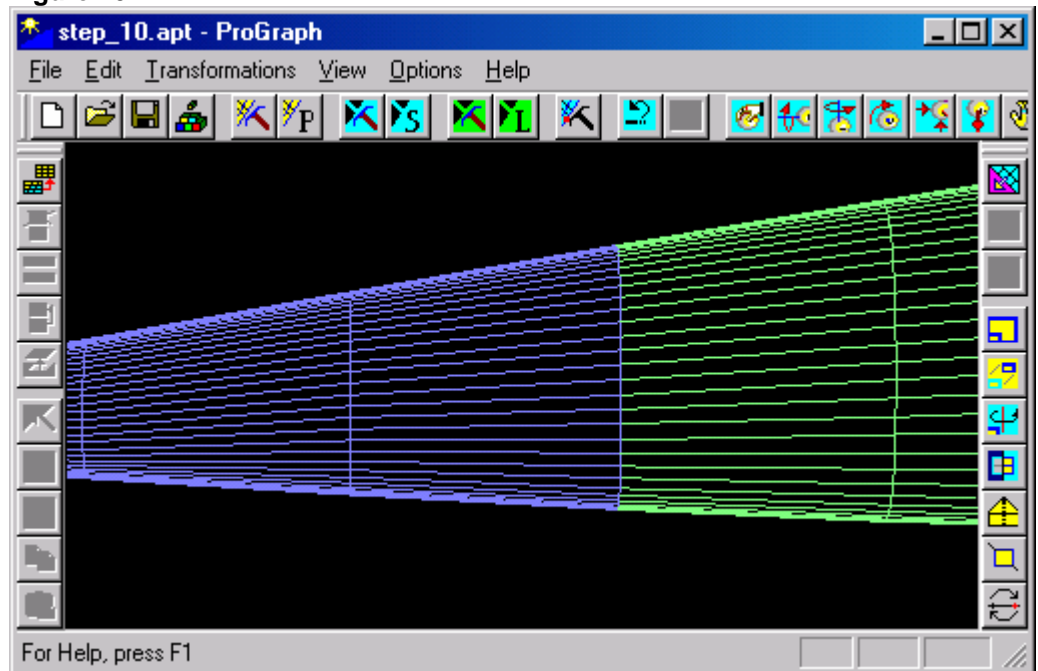 step_10.apt - ProGraph
File Edit Transformations View Options Help
P S L
For Help, press F1